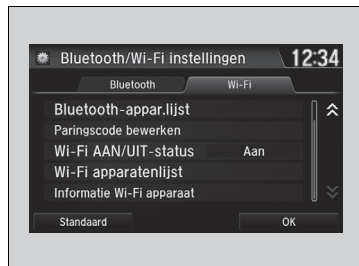 Bluetooth/Wi-Fi instellingen 12:34
Bluetooth Wi-Fi
Bluetooth-appar.lijst
Paringscode bewerken
Wi-Fi AAN/UIT-status Aan
Wi-Fi apparatenlijst
Informatie Wi-Fi apparaat
Standaard OK